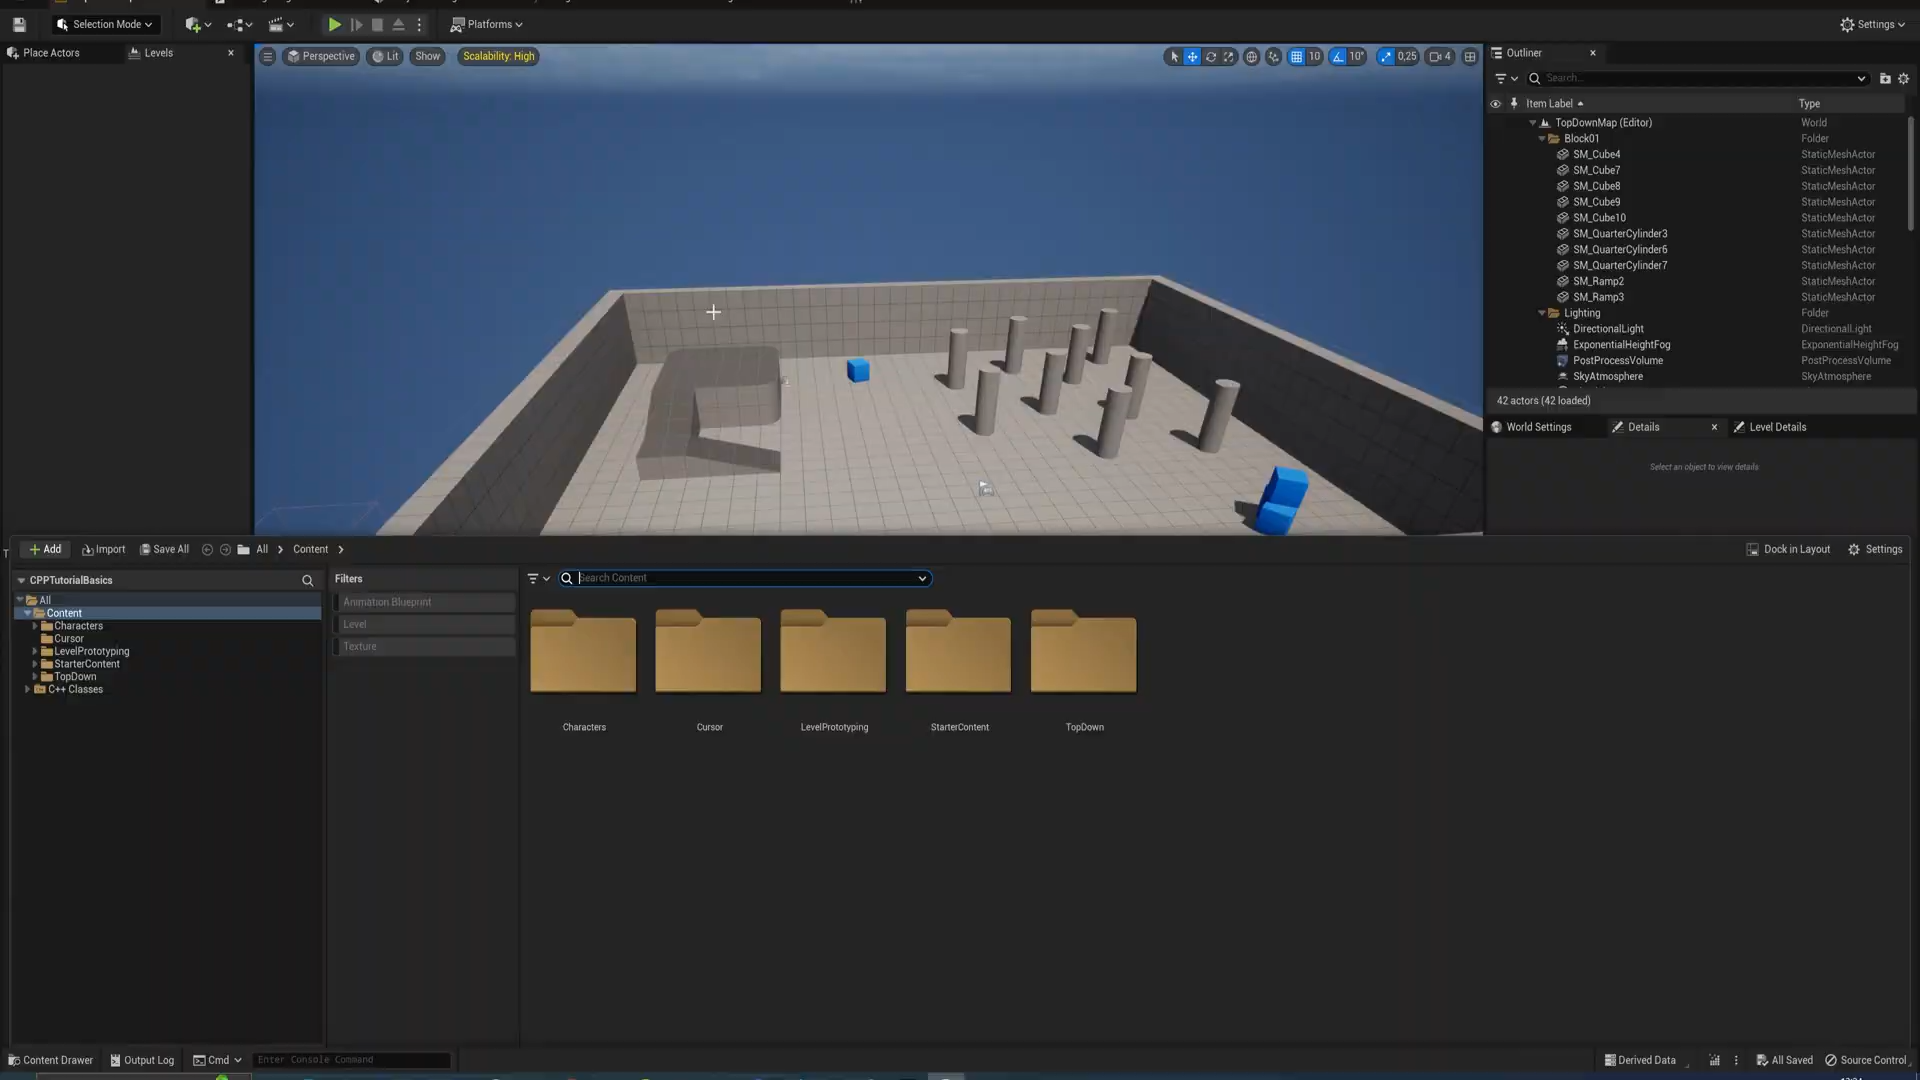 Selection Mode
Platforms
Settings
Place Actors
Levels
Perspective
Lit
Show
Scalability: High
10
10°
0,25
4
Outliner
Search...
Item Label
Type
TopDownMap (Editor)
World
Block01
Folder
SM_Cube4
StaticMeshActor
SM_Cube7
StaticMeshActor
SM_Cube8
StaticMeshActor
SM_Cube9
StaticMeshActor
SM_Cube10
StaticMeshActor
SM_QuarterCylinder3
StaticMeshActor
SM_QuarterCylinder6
StaticMeshActor
SM_QuarterCylinder7
StaticMeshActor
SM_Ramp2
StaticMeshActor
SM_Ramp3
StaticMeshActor
Lighting
Folder
DirectionalLight
DirectionalLight
ExponentialHeightFog
ExponentialHeightFog
PostProcessVolume
PostProcessVolume
SkyAtmosphere
SkyAtmosphere
42 actors (42 loaded)
World Settings
Details
Level Details
Select an object to view details
Add
Import
Save All
All
Content
Dock in Layout
Settings
CPPTutorialBasics
All
Content
Characters
Cursor
LevelPrototyping
StarterContent
TopDown
C++ Classes
Filters
Animation Blueprint
Level
Texture
Search Content
Characters
Cursor
LevelPrototyping
StarterContent
TopDown
Content Drawer
Output Log
Cmd
Enter Console Command
Derived Data
All Saved
Source Control